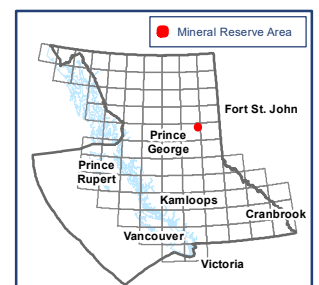 Mineral Reserve Area
Fort St. John
Prince
George
Prince
Rupert
Kamloops
Cranbrook
Vancouver
Victoria